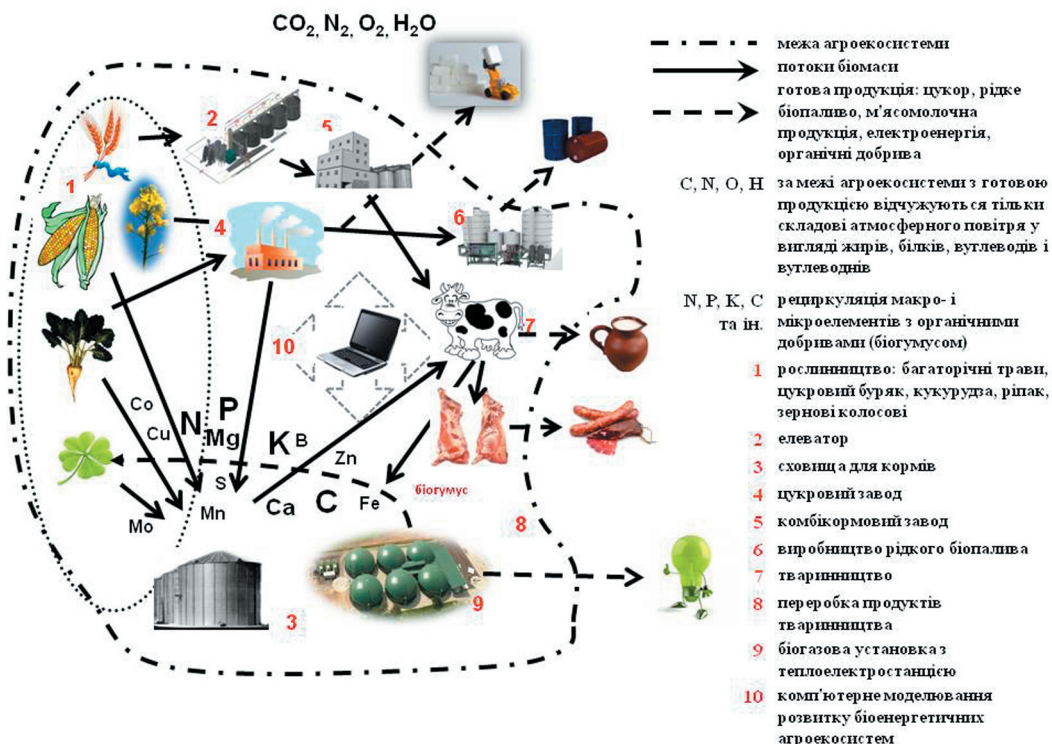 CO2, N2, O2, H2O
1
2
5
4
6
10
7
Co
Cu
N
P
Mg
K
B
Zn
S
Mn
Ca
C
Fe
Mo
біогумус
8
3
9
межа агроекосистеми
потоки біомаси
готова продукція: цукор, рідке
біопаливо, м'ясомолочна
продукція, електроенергія,
органічні добрива
C, N, O, H за межі агроекосистеми з готовою
продукцією відчужуються тільки
складові атмосферного повітря у
вигляді жирів, білків, вутлеводів і
вутлеводнів
N, P, K, C рециркуляція макро- і
та ін. мікроелементів з органічними
добривами (біогумусом)
1 рослинництво: багаторічні трави,
цукровий буряк, кукурудза, ріпак,
зернові колосові
2 елеватор
3 сховища для кормів
4 цукровий завод
5 комбікормовий завод
6 виробництво рідкого біопалива
7 тваринництво
8 переробка продуктів
тваринництва
9 біогазова установка з
теплоелектростанцією
10 комп'ютерне моделювання
розвитку біоенергетичних
агроекосистем